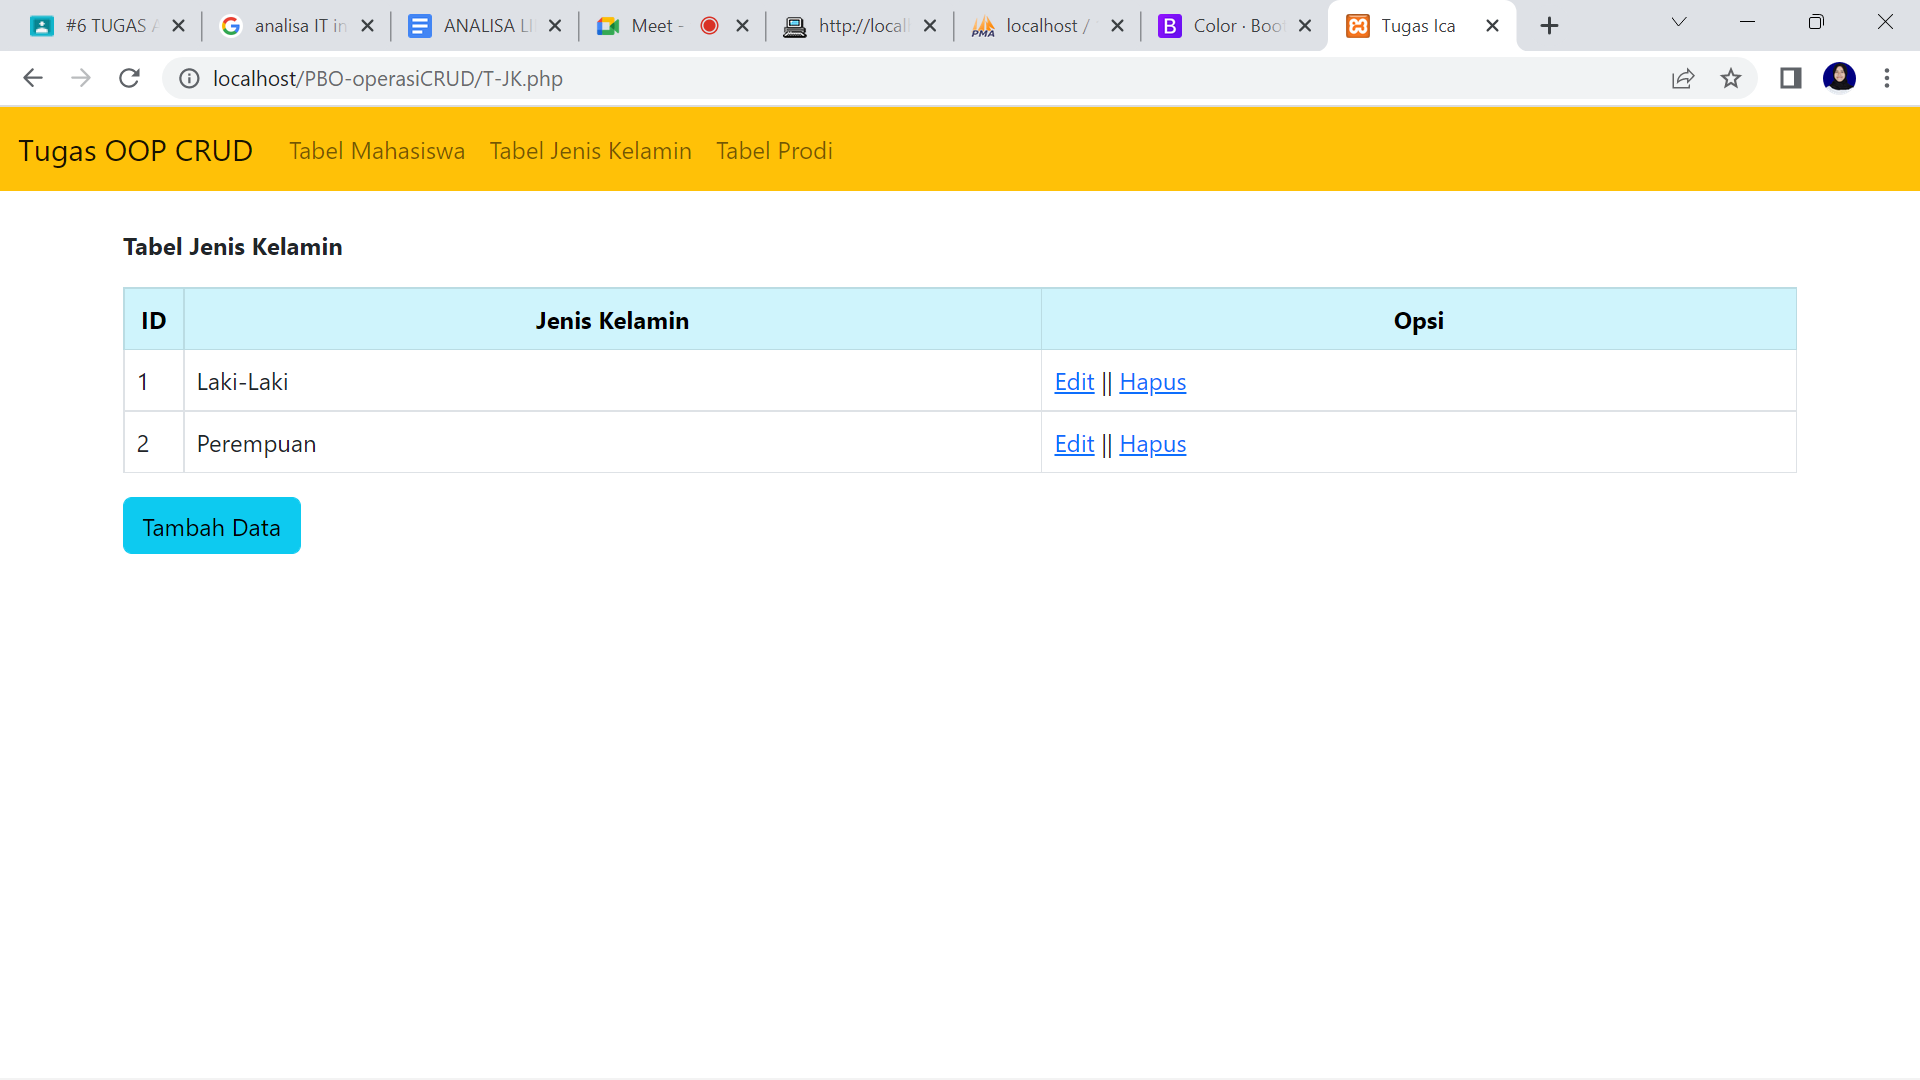 #6 TUGAS A
analisa IT in
ANALISA LI
Meet -
http://local
localhost /
Color · Boot
Tugas Ica
localhost/PBO-operasiCRUD/T-JK.php
Tugas OOP CRUD Tabel Mahasiswa Tabel Jenis Kelamin Tabel Prodi
Tabel Jenis Kelamin
ID Jenis Kelamin Opsi
1 Laki-Laki Edit || Hapus
2 Perempuan Edit || Hapus
Tambah Data